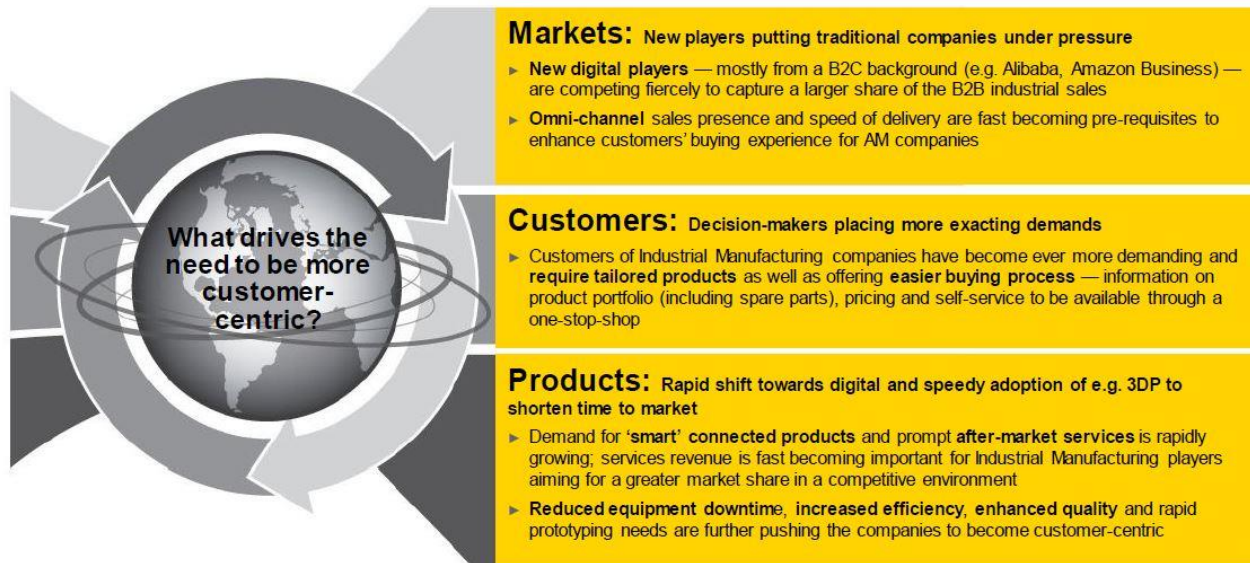 What drives the
need to be more
customer-
centric?
Markets: New players putting traditional companies under pressure
► New digital players — mostly from a B2C background (e.g. Alibaba, Amazon Business) —
are competing fiercely to capture a larger share of the B2B industrial sales
► Omni-channel sales presence and speed of delivery are fast becoming pre-requisites to
enhance customers' buying experience for AM companies
Customers: Decision-makers placing more exacting demands
► Customers of Industrial Manufacturing companies have become ever more demanding and
require tailored products as well as offering easier buying process — information on
product portfolio (including spare parts), pricing and self-service to be available through a
one-stop-shop
Products: Rapid shift towards digital and speedy adoption of e.g. 3DP to
shorten time to market
► Demand for 'smart' connected products and prompt after-market services is rapidly
growing; services revenue is fast becoming important for Industrial Manufacturing players
aiming for a greater market share in a competitive environment
► Reduced equipment downtime, increased efficiency, enhanced quality and rapid
prototyping needs are further pushing the companies to become customer-centric